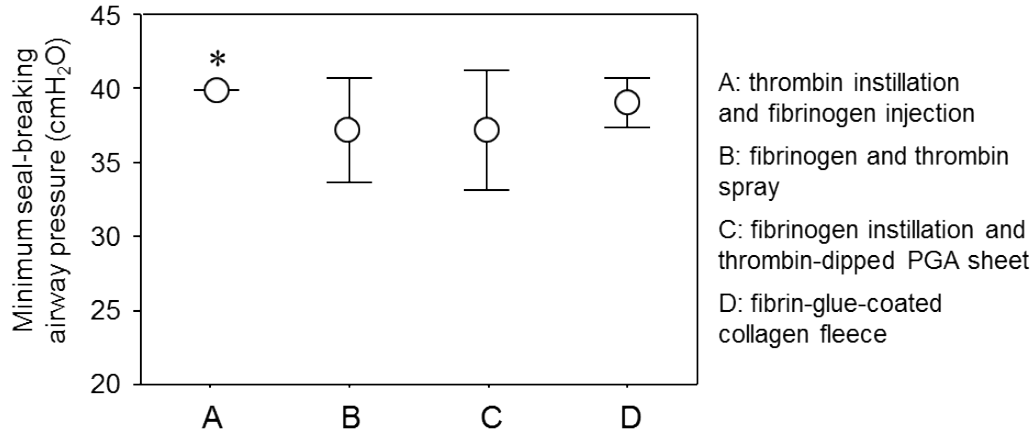 Minimum seal-breaking
airway pressure (cmH₂O)
45
40
35
30
25
20
*
A
B
C
D
A: thrombin instillation
and fibrinogen injection
B: fibrinogen and thrombin
spray
C: fibrinogen instillation and
thrombin-dipped PGA sheet
D: fibrin-glue-coated
collagen fleece